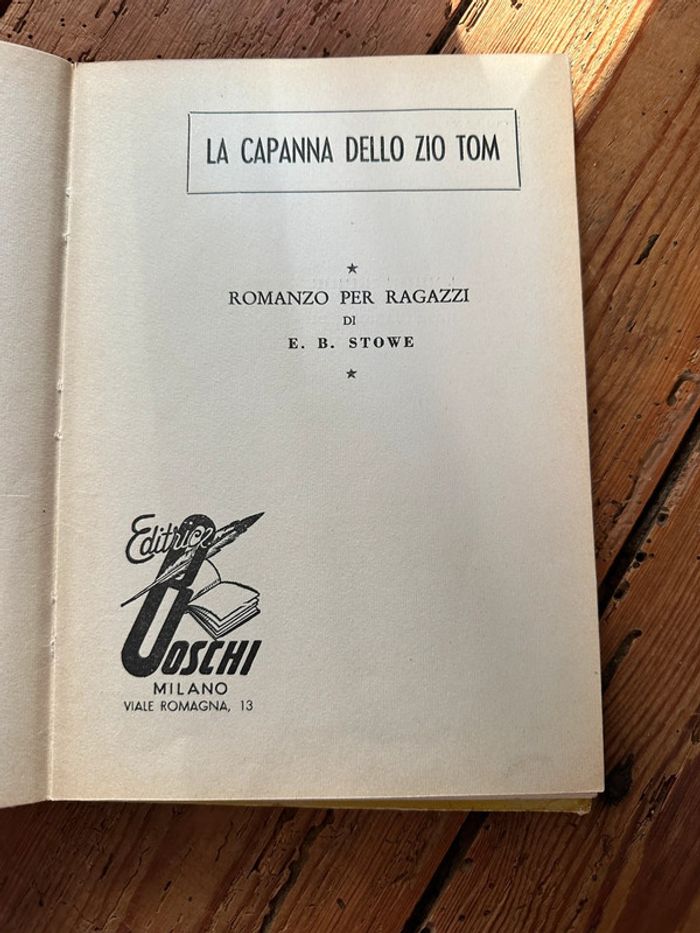 LA CAPANNA DELLO ZIO TOM
ROMANZO PER RAGAZZI
DI
E. B. STOWE
Editrice
BOSCHI
MILANO
VIALE ROMAGNA, 13